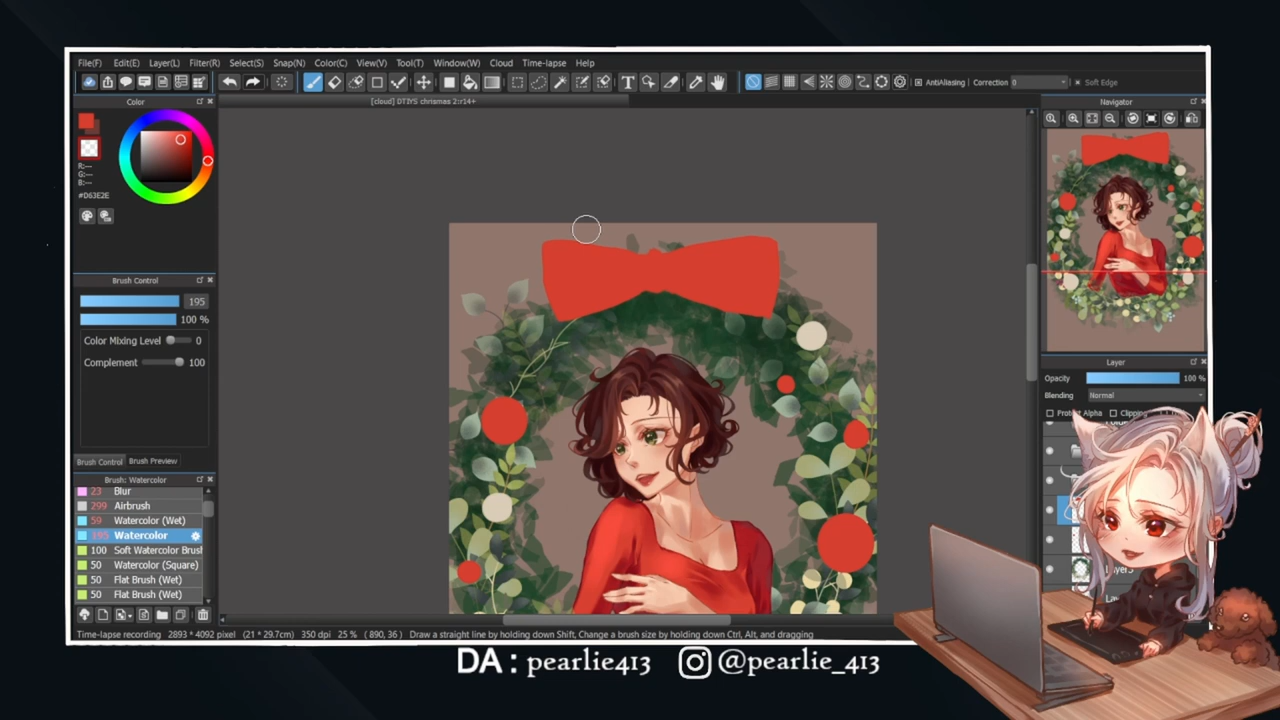 File(F) Edit(E) Layer(L) Filter(R) Select(S) Snap(N) Color(C) View(V) Tool(T) Window(W) Cloud Time-lapse Help
T AntiAliasing Correction 0 Soft Edge
Color
[cloud] DTIYS chrismas 2:r14+
Navigator
R:---
G:---
B:---
#D63E2E
Brush Control
195
100 %
Color Mixing Level 0
Complement 100
Brush Control Brush Preview
Brush: Watercolor
23 Blur
299 Airbrush
59 Watercolor (Wet)
195 Watercolor
100 Soft Watercolor Brush
50 Watercolor (Square)
50 Flat Brush (Wet)
50 Flat Brush (Wet)
Layer
Opacity 100 %
Blending Normal
Protect Alpha Clipping
Time-lapse recording 2893 * 4092 pixel (21 * 29.7cm) 350 dpi 25 % ( 890, 36 ) Draw a straight line by holding down Shift, Change a brush size by holding down Ctrl, Alt, and dragging
DA : pearlie413 @pearlie_413